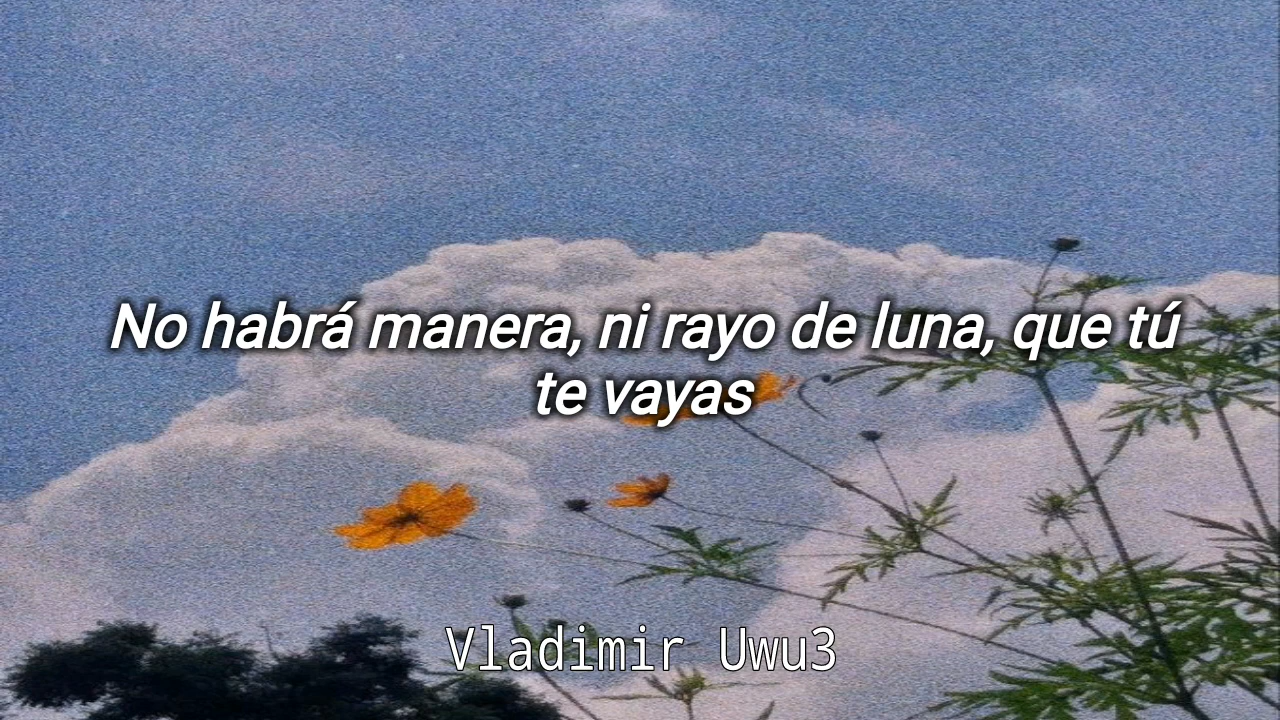 No habrá manera, ni rayo de luna, que tú
te vayas
Vladimir Uwu3